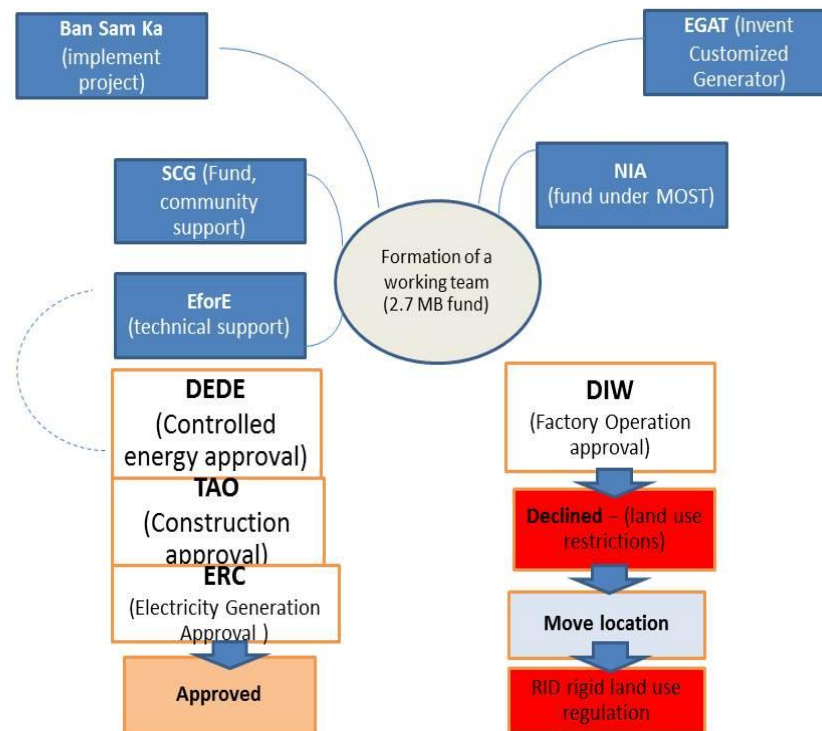 Ban Sam Ka
(implement
project)
EGAT (Invent
Customized
Generator)
SCG (Fund,
community
support)
NIA
(fund under MOST)
Formation of a
working team
(2.7 MB fund)
EforE
(technical support)
DEDE
(Controlled
energy approval)
TAO
(Construction
approval)
ERC
(Electricity Generation
Approval )
Approved
DIW
(Factory Operation
approval)
Declined – (land use
restrictions)
Move location
RID rigid land use
regulation